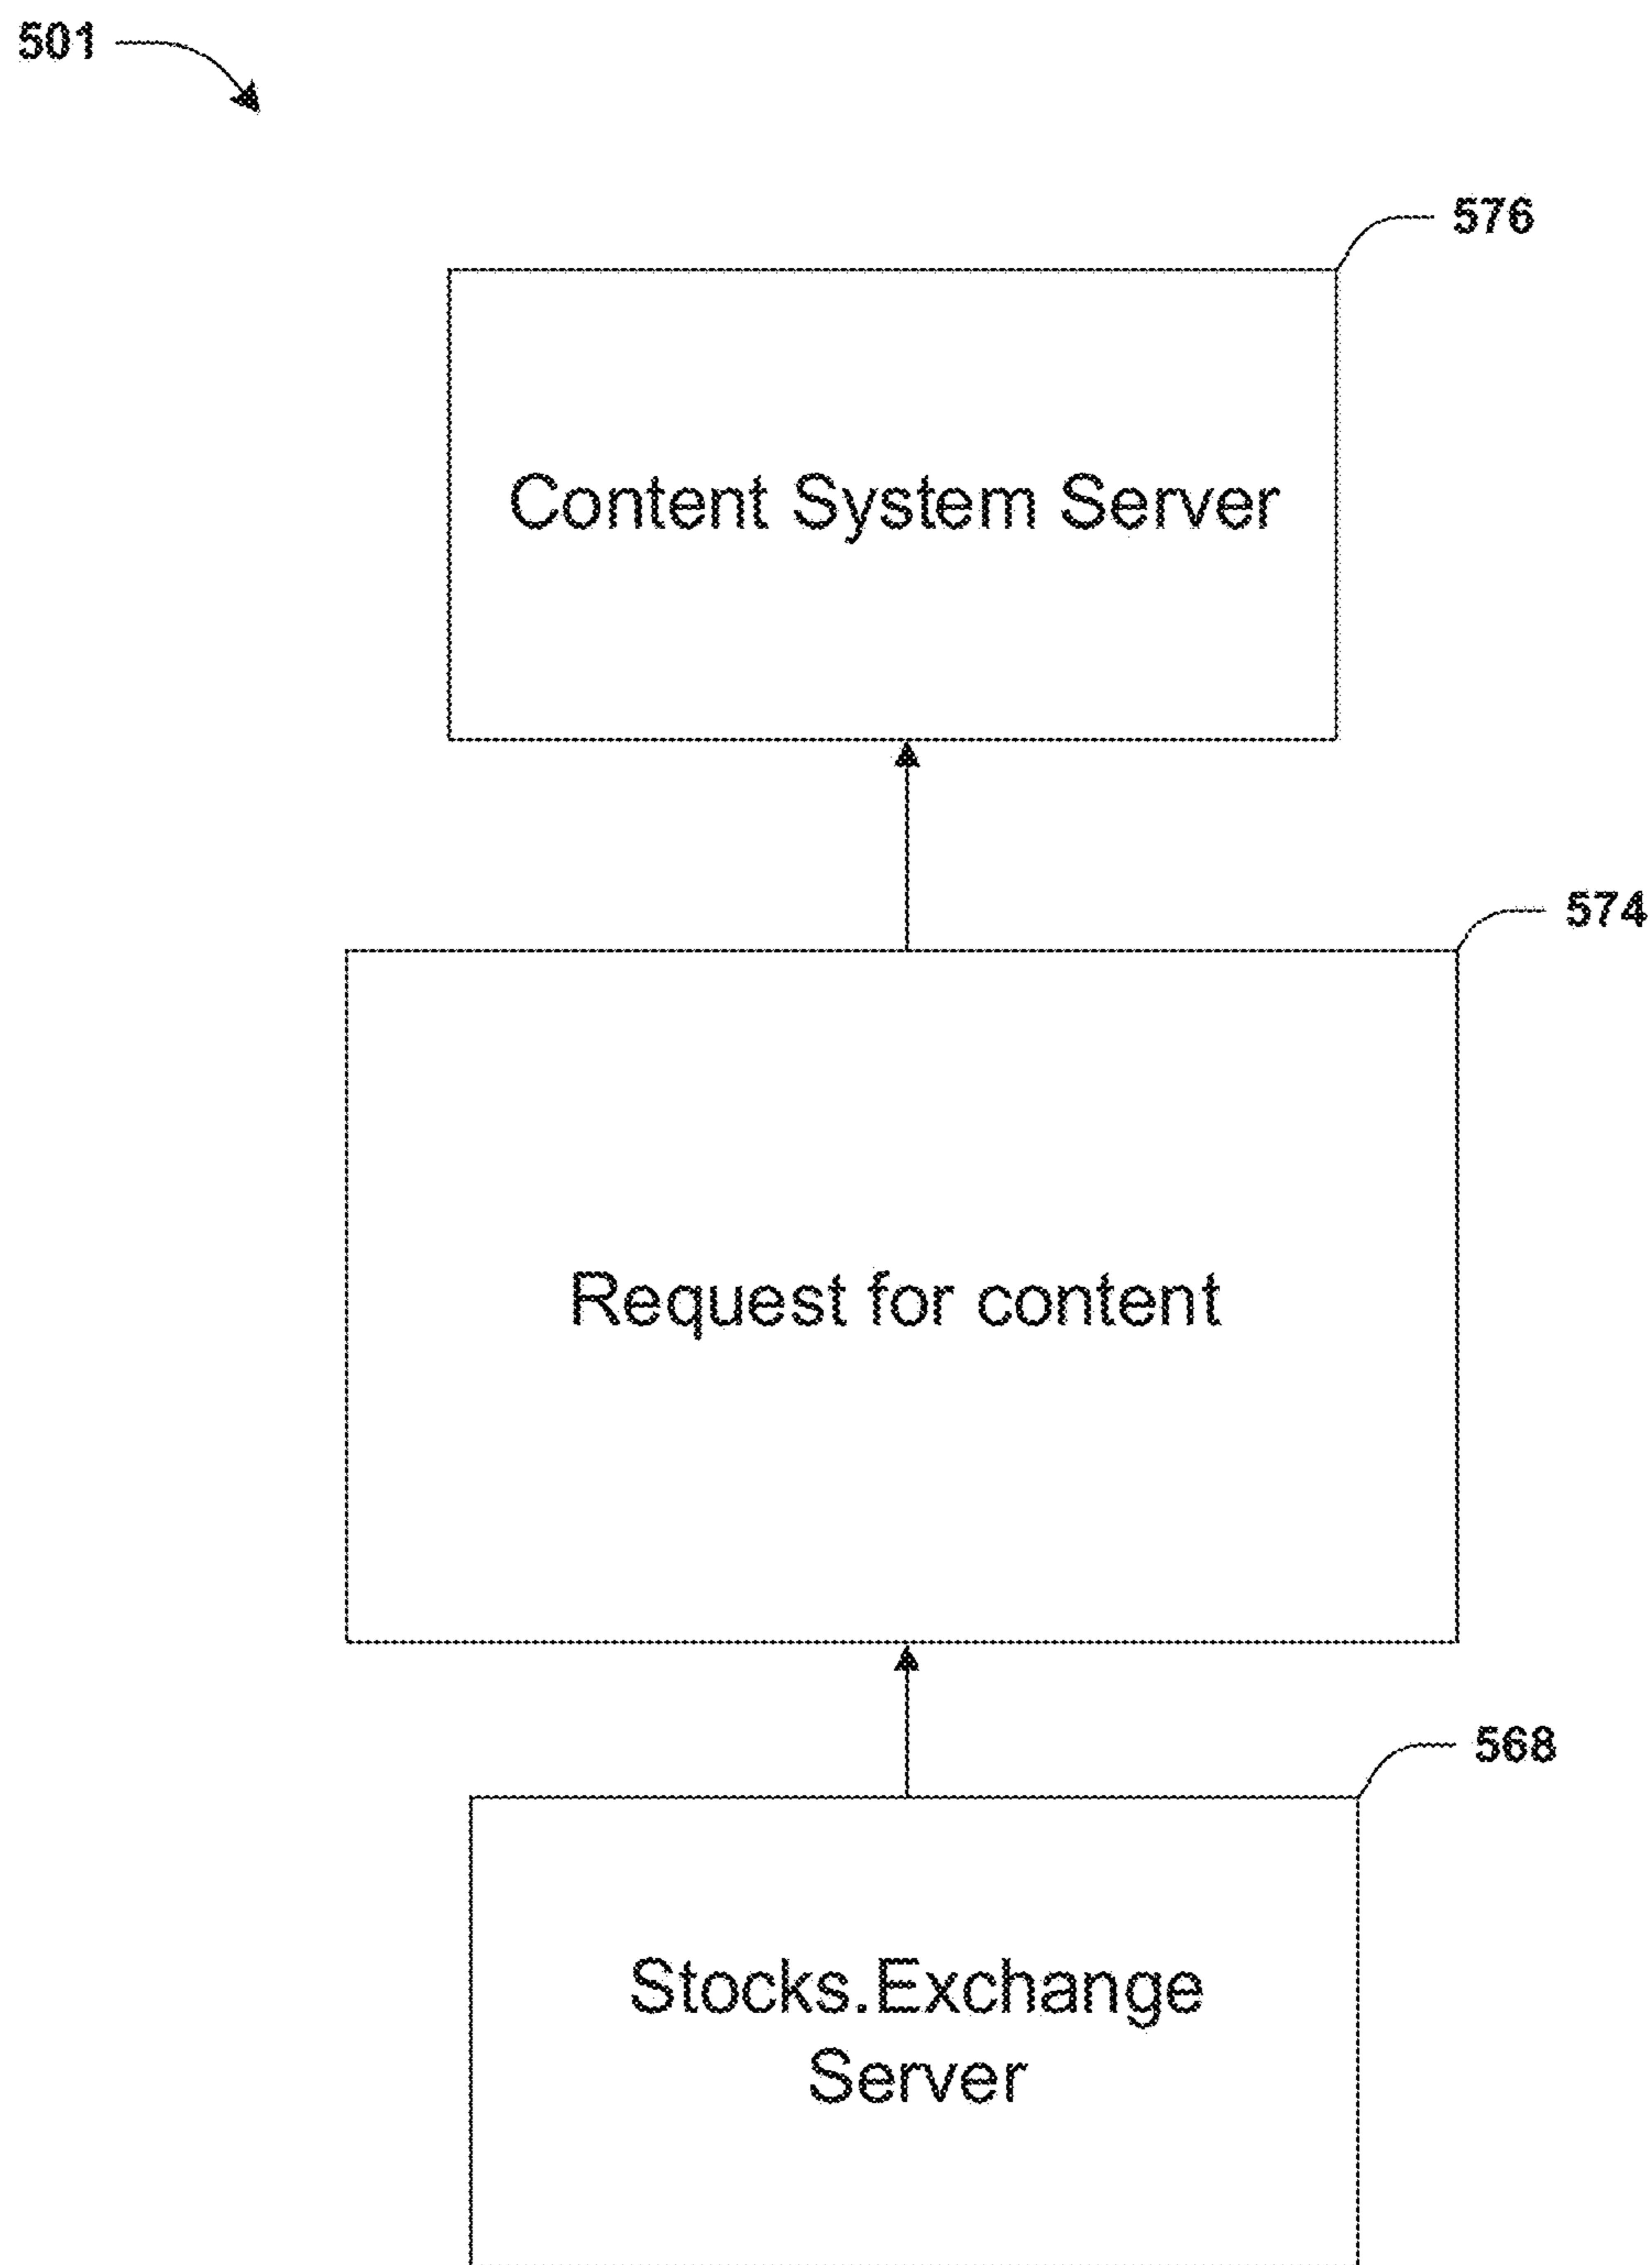 501
576
Content System Server
574
Request for content
568
Stocks.Exchange
Server